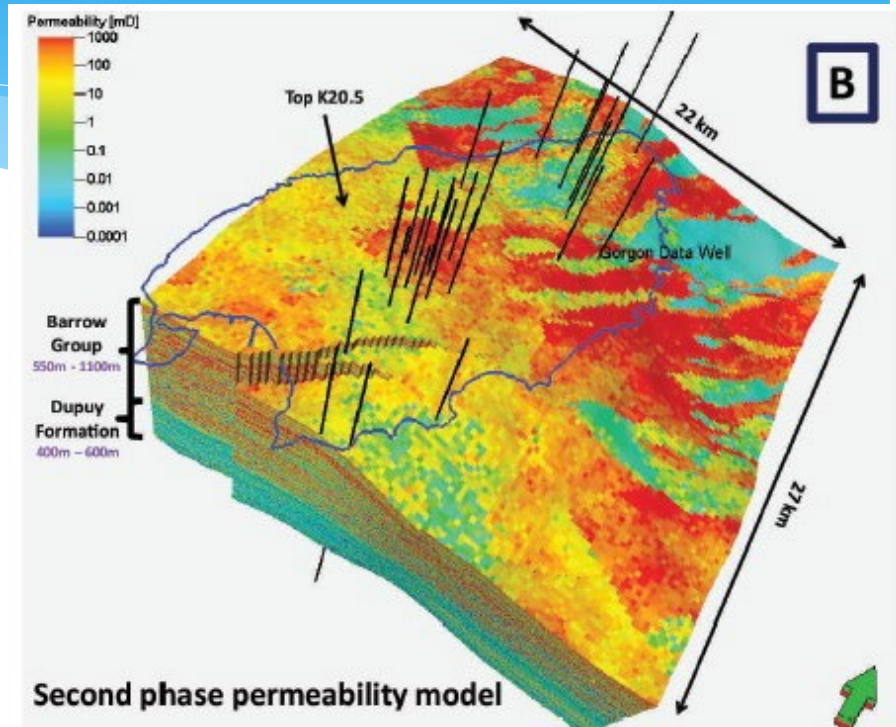 Permeability [mD]
1000
100
10
1
0.1
0.01
0.001
0.0001
B
Top K20.5
22 km
Gorgon Data Well
Barrow
Group
550m - 1100m
Dupuy
Formation
400m – 600m
27 km
Second phase permeability model